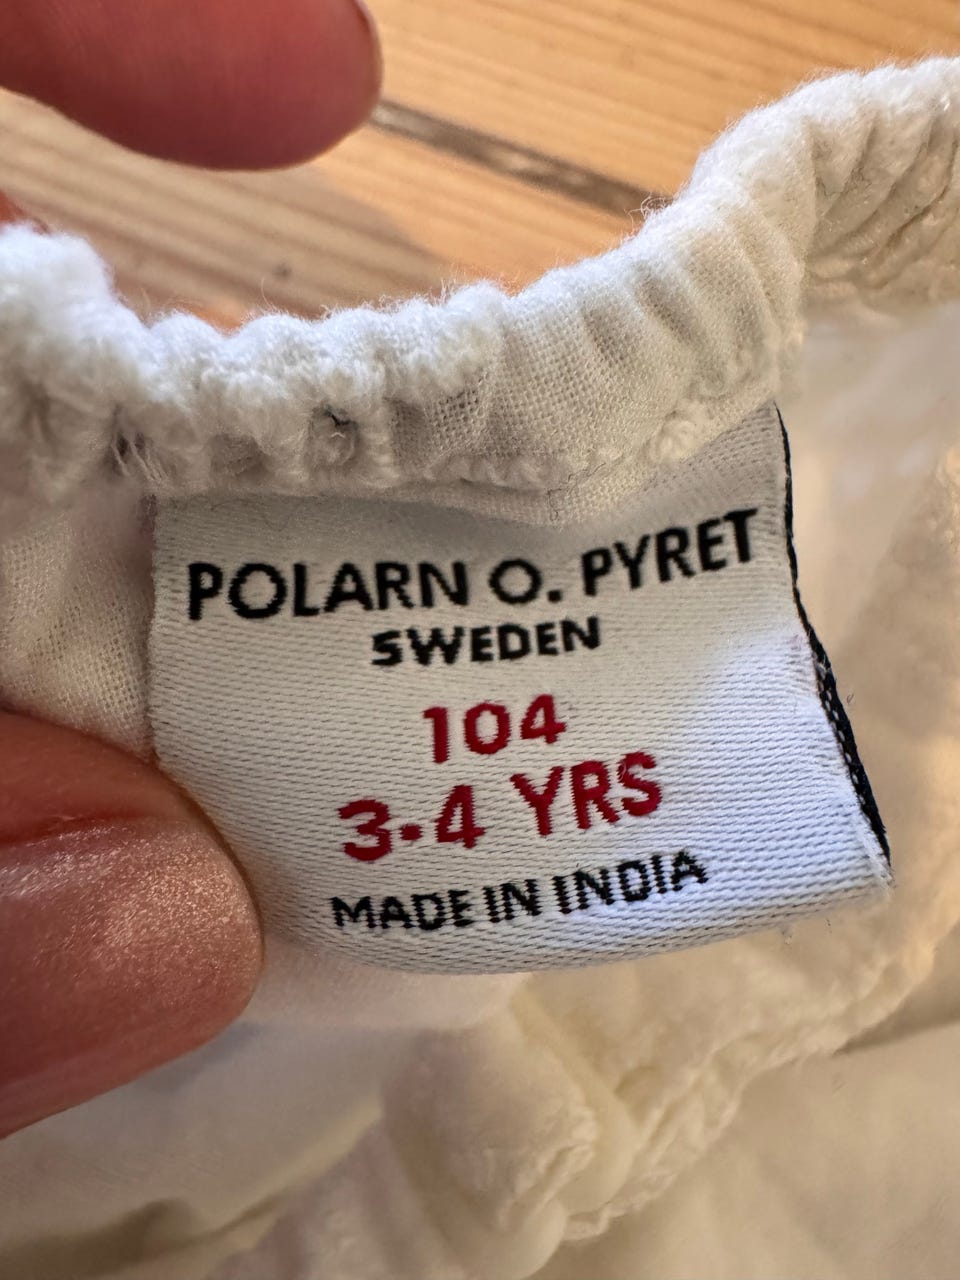 POLARN O. PYRET
SWEDEN
104
3-4 YRS
MADE IN INDIA